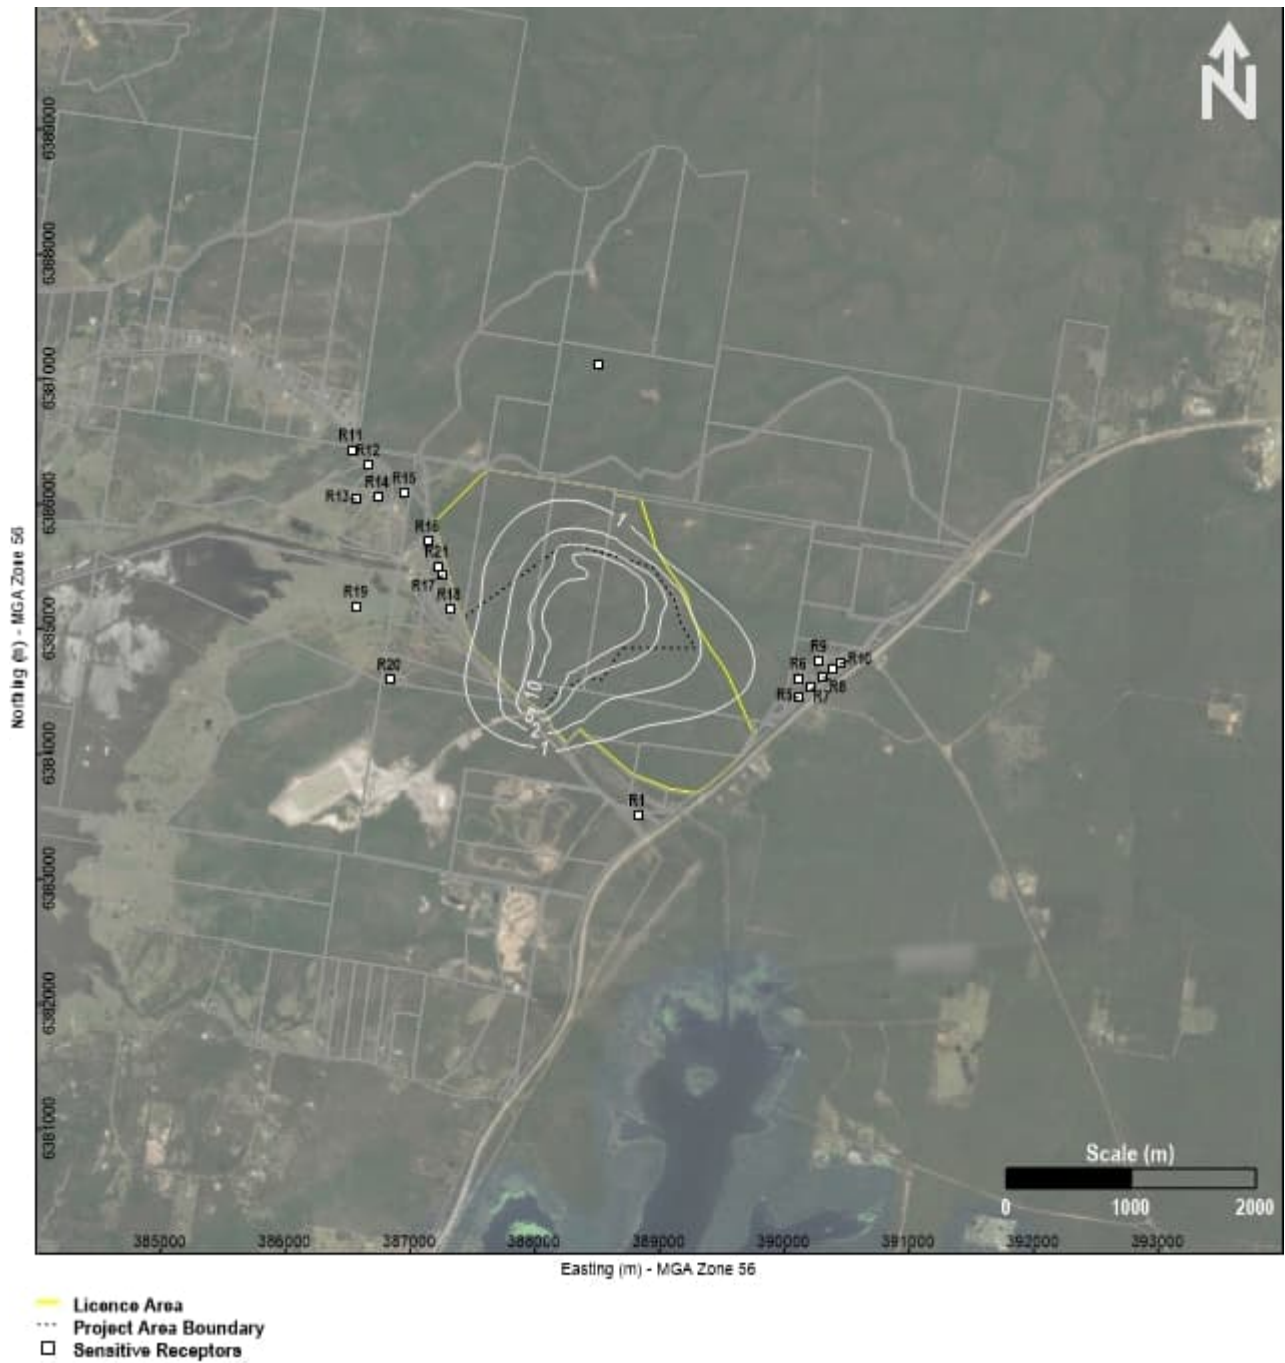 N
6389000
6388000
6387000
6386000
6385000
6384000
6383000
6382000
6381000
Northing (m) - MGA Zone 56
R11
R12
R13 R14 R15
R16
R21
R17
R18
R19
R20
1
10
5
2
1
R9
R10
R6
R8
R5 R7
R1
Scale (m)
0 1000 2000
385000 386000 387000 388000 389000 390000 391000 392000 393000
Easting (m) - MGA Zone 56
Licence Area
Project Area Boundary
Sensitive Receptors